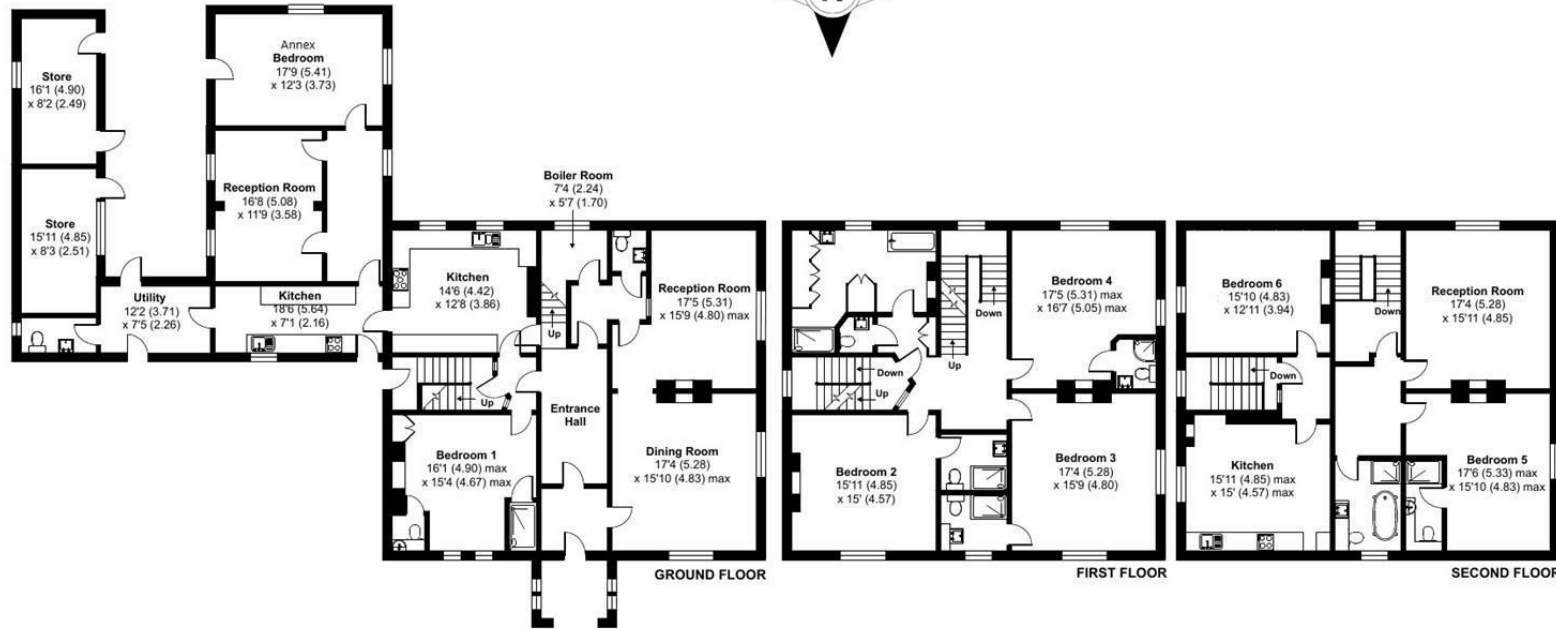 Store
16'1 (4.90)
x 8'2 (2.49)
Annex
Bedroom
17'9 (5.41)
x 12'3 (3.73)
Store
15'11 (4.85)
x 8'3 (2.51)
Reception Room
16'8 (5.08)
x 11'9 (3.58)
Utility
12'2 (3.71)
x 7'5 (2.26)
Kitchen
18'6 (5.64)
x 7'1 (2.16)
Boiler Room
7'4 (2.24)
x 5'7 (1.70)
Kitchen
14'6 (4.42)
x 12'8 (3.86)
Up
Reception Room
17'5 (5.31)
x 15'9 (4.80) max
Up
Entrance
Hall
Bedroom 1
16'1 (4.90) max
x 15'4 (4.67) max
Dining Room
17'4 (5.28)
x 15'10 (4.83) max
GROUND FLOOR
Down
Up
Bedroom 4
17'5 (5.31) max
x 16'7 (5.05) max
Down
Up
Bedroom 2
15'11 (4.85)
x 15' (4.57)
Bedroom 3
17'4 (5.28)
x 15'9 (4.80)
FIRST FLOOR
Bedroom 6
15'10 (4.83)
x 12'11 (3.94)
Down
Reception Room
17'4 (5.28)
x 15'11 (4.85)
Down
Kitchen
15'11 (4.85) max
x 15' (4.57) max
Bedroom 5
17'6 (5.33) max
x 15'10 (4.83) max
SECOND FLOOR